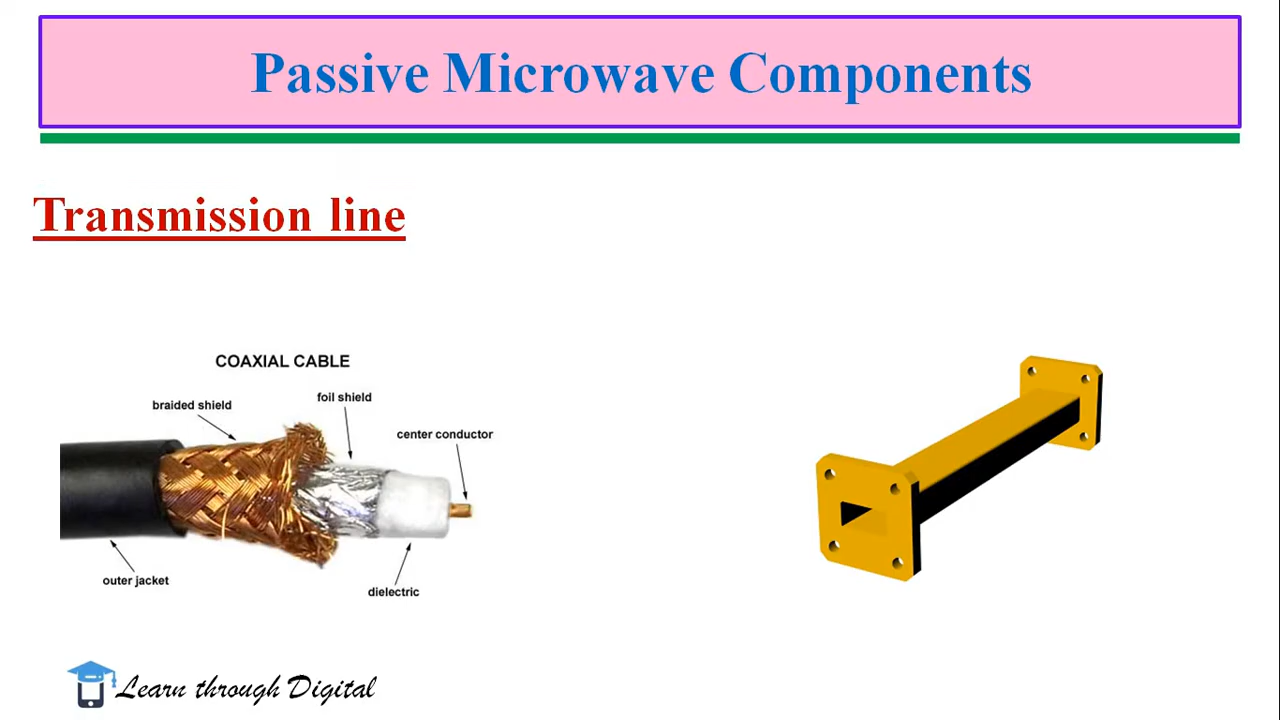 Passive Microwave Components
Transmission line
COAXIAL CABLE
braided shield
foil shield
center conductor
outer jacket
dielectric
Learn through Digital